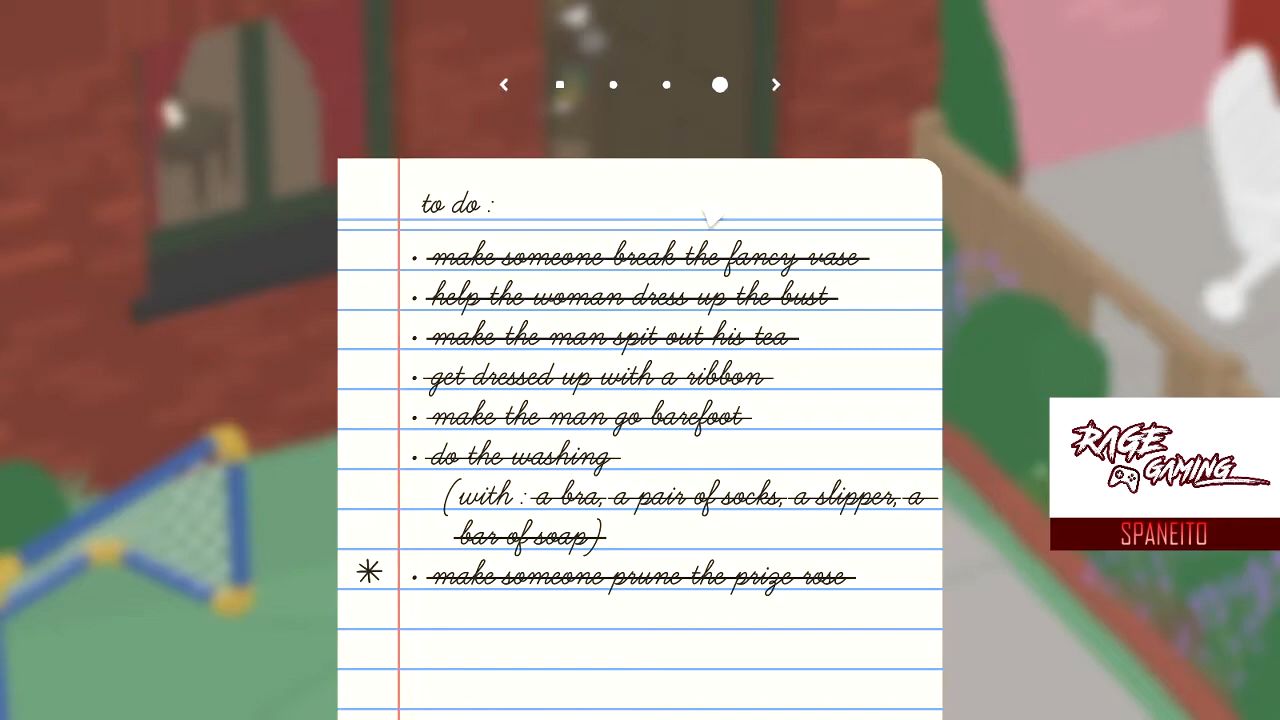 to do :
• make someone break the fancy vase
• help the woman dress up the bust
• make the man spit out his tea
• get dressed up with a ribbon
• make the man go barefoot
• do the washing
(with : a bra, a pair of socks, a slipper, a
bar of soap)
• make someone prune the prize rose
RAGE
GAMING
SPANEITO